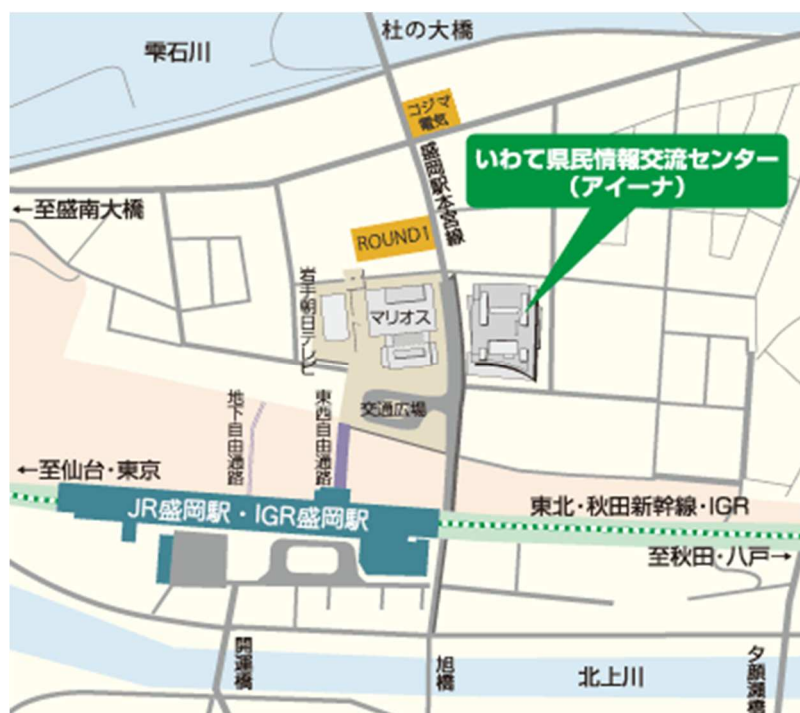 杜の大橋
雫石川
コジマ
電気
盛岡駅本宮線
いわて県民情報交流センター
（アイーナ）
←至盛南大橋
ROUND1
岩手朝日テレビ
マリオス
交通広場
地下自由通路
東西自由通路
←至仙台・東京
JR盛岡駅・IGR盛岡駅
東北・秋田新幹線・IGR
至秋田・八戸→
開運橋
旭橋
北上川
夕顔瀬橋